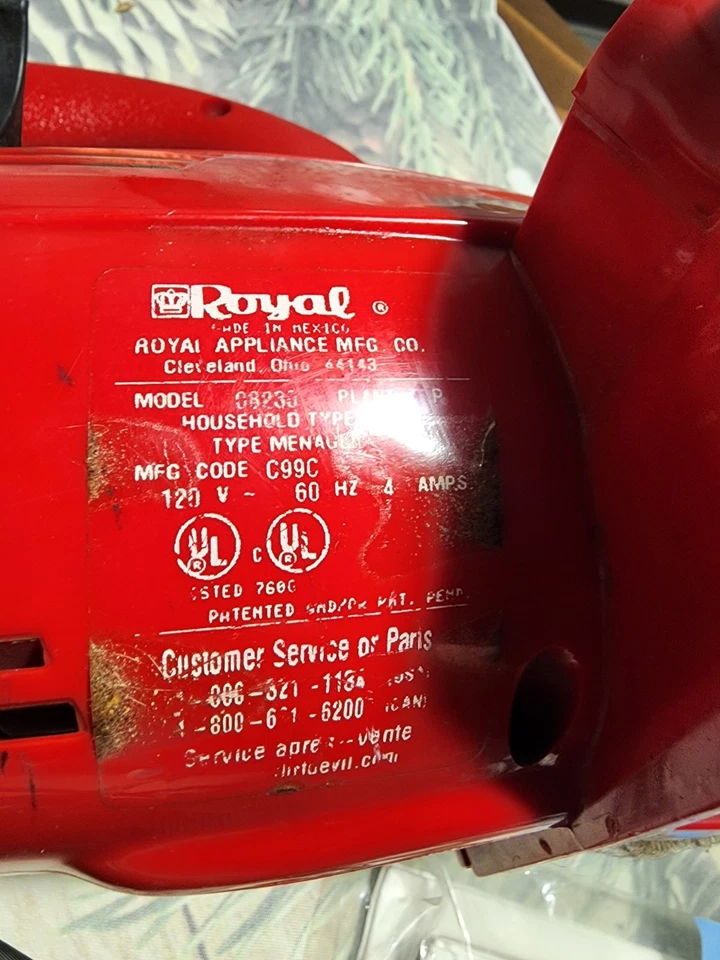 Royal ®
MADE IN MEXICO
ROYAL APPLIANCE MFG. CO.
Cleveland, Ohio 44143
MODEL
HOUSEHOLD TYPE
TYPE
MFG CODE C99C
120 V ~ 60 HZ 4 AMPS
UL ® C UL ®
LISTED 760G
PATENTED AND/OR PAT. PEND.
Customer Service or Parts
(USA)
(CAN)
Service après-vente
dirtdevil.com